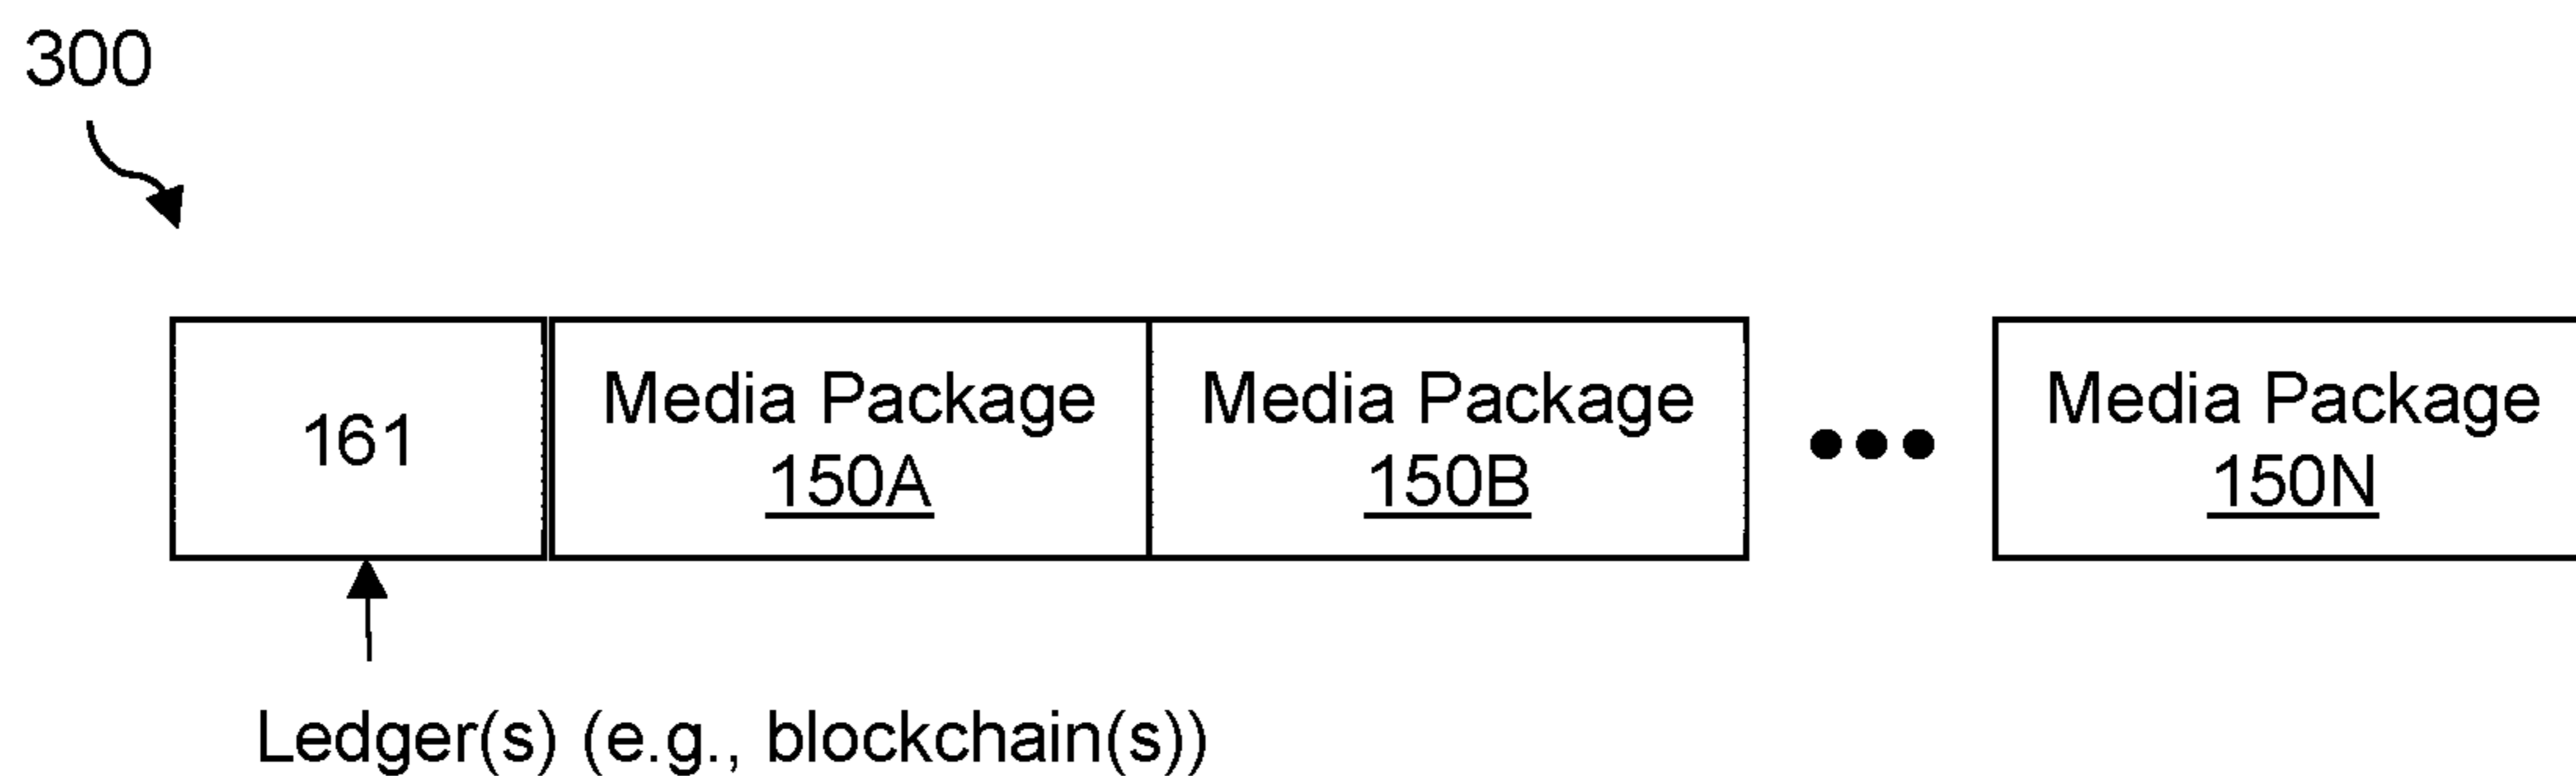 300
161
Media Package
150A
Media Package
150B
Media Package
150N
Ledger(s) (e.g., blockchain(s))